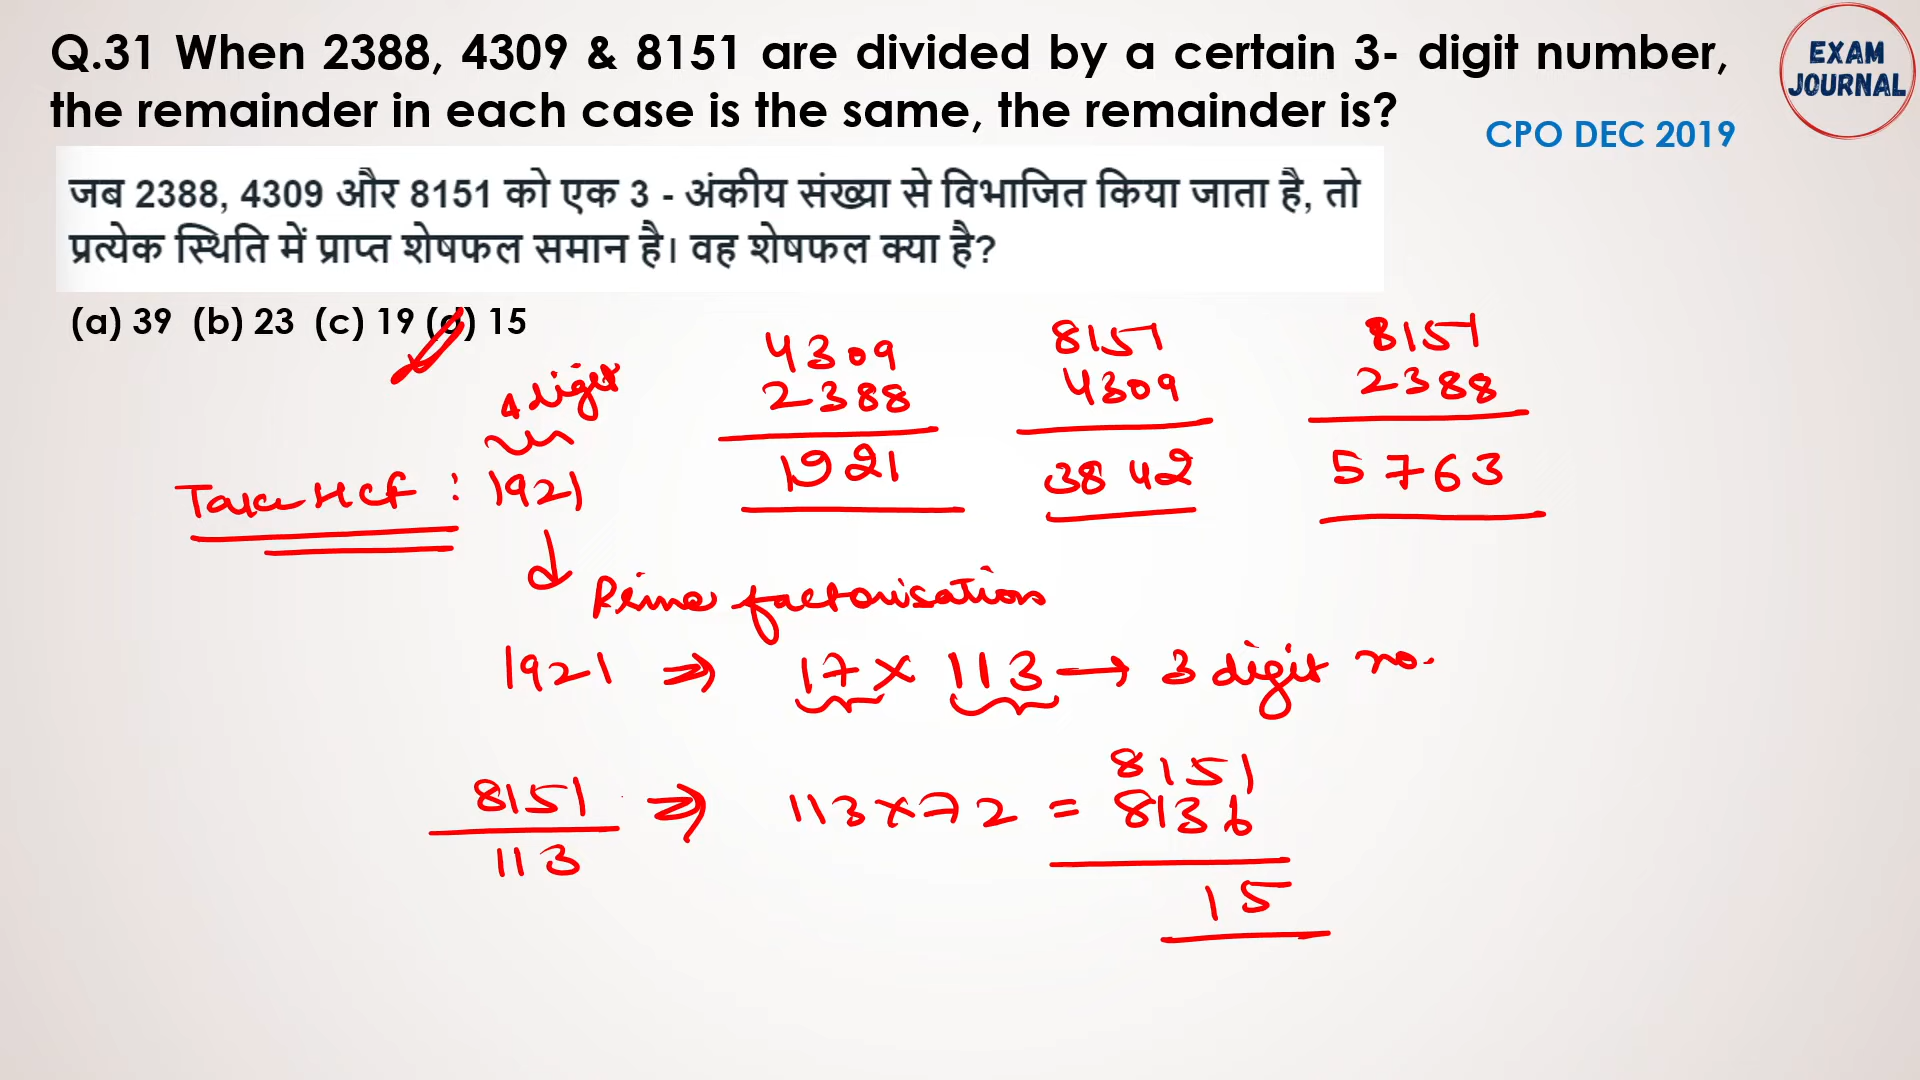 Q.31 When 2388, 4309 & 8151 are divided by a certain 3- digit number,
the remainder in each case is the same, the remainder is?
EXAM
JOURNAL
CPO DEC 2019
जब 2388, 4309 और 8151 को एक 3 - अंकीय संख्या से विभाजित किया जाता है, तो
प्रत्येक स्थिति में प्राप्त शेषफल समान है। वह शेषफल क्या है?
(a) 39 (b) 23 (c) 19 (d) 15
4309 8151 8151
2388 4309 2388
1921 3842 5763
4 digit
Take HCF : 1921
Prime factorisation
1921 ⇒ 17 × 113 → 3 digit no.
8151
8151 ⇒ 113×72 = 8136
113
15